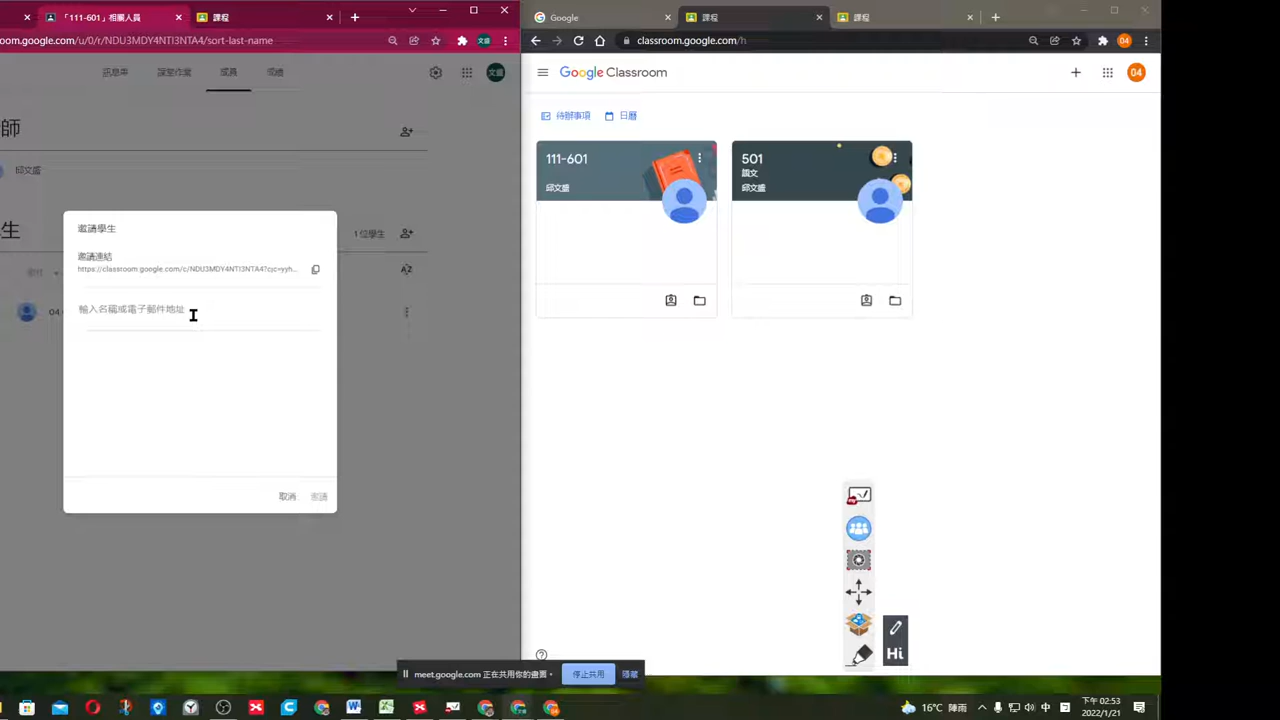 「111-601」相關人員
課程
oom.google.com/u/0/r/NDU3MDY4NTI3NTA4/sort-last-name
文盛
訊息串
課堂作業
成員
成績
文盛
師
邱文盛
生
1 位學生
04
邀請學生
邀請連結
https://classroom.google.com/c/NDU3MDY4NTI3NTA4?cjc=yyh...
輸入名稱或電子郵件地址
取消
邀請
Google
課程
課程
classroom.google.com/h
04
Google Classroom
04
待辦事項
日曆
111-601
邱文盛
501
語文
邱文盛
Hi
meet.google.com 正在共用你的畫面。
停止共用
隱藏
16°C 陣雨
中
下午 02:53
2022/1/21